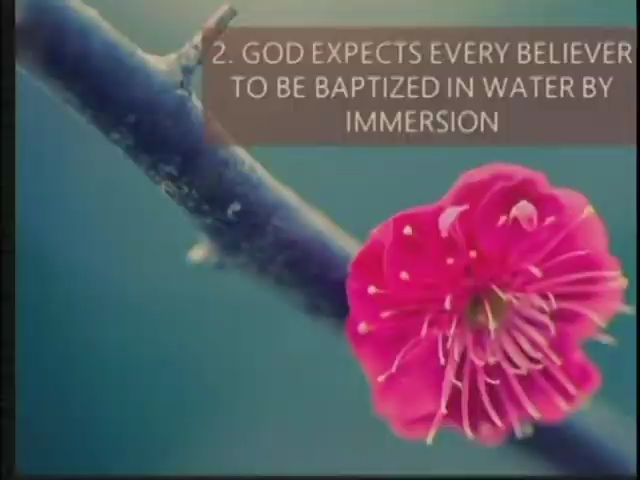 2. GOD EXPECTS EVERY BELIEVER
TO BE BAPTIZED IN WATER BY
IMMERSION